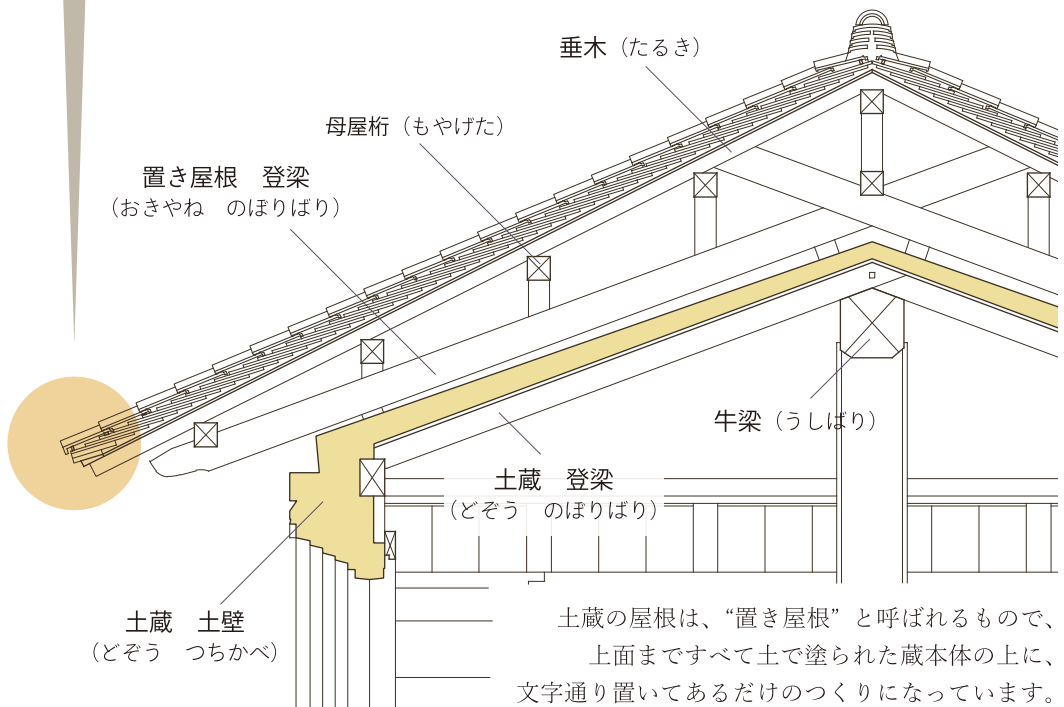 垂木（たるき）
母屋桁（もやげた）
置き屋根　登梁
（おきやね　のぼりばり）
牛梁（うしばり）
土蔵　登梁
（どぞう　のぼりばり）
土蔵　土壁
（どぞう　つちかべ）
土蔵の屋根は、“置き屋根”と呼ばれるもので、
上面まですべて土で塗られた蔵本体の上に、
文字通り置いてあるだけのつくりになっています。